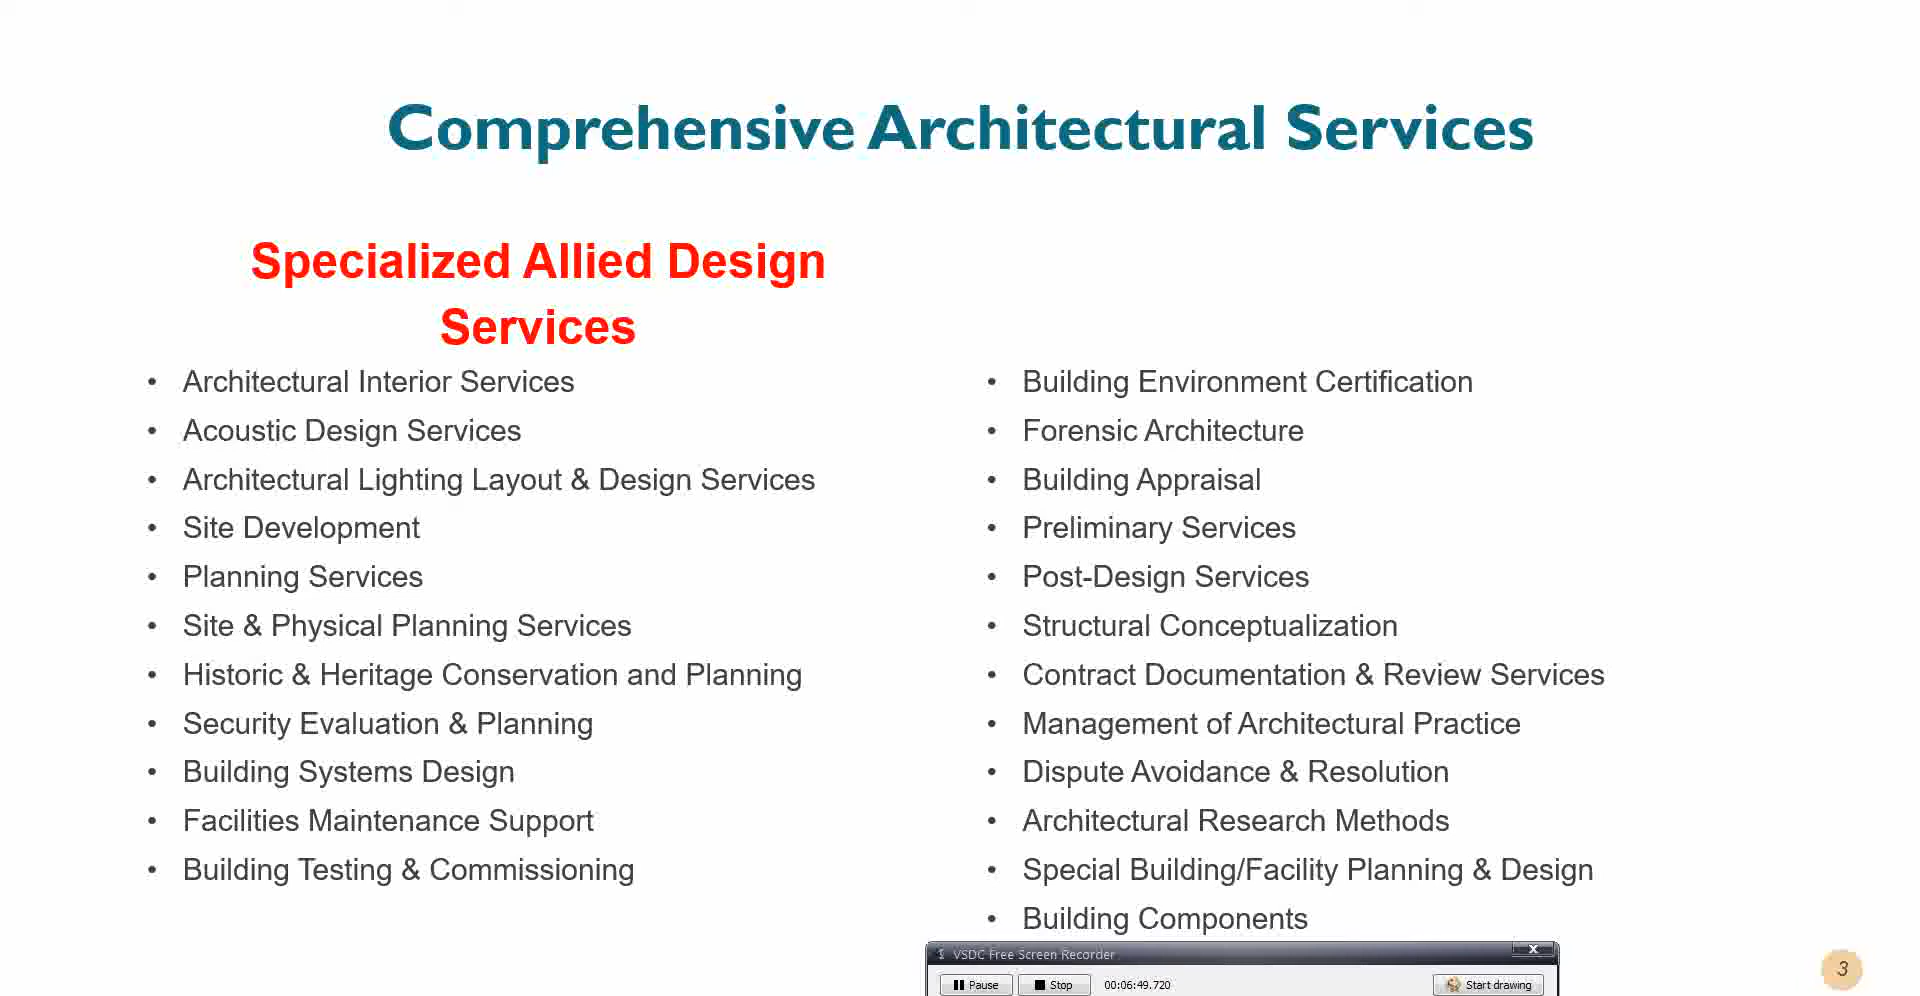 Comprehensive Architectural Services
Specialized Allied Design
Services
• Architectural Interior Services
• Acoustic Design Services
• Architectural Lighting Layout & Design Services
• Site Development
• Planning Services
• Site & Physical Planning Services
• Historic & Heritage Conservation and Planning
• Security Evaluation & Planning
• Building Systems Design
• Facilities Maintenance Support
• Building Testing & Commissioning
• Building Environment Certification
• Forensic Architecture
• Building Appraisal
• Preliminary Services
• Post-Design Services
• Structural Conceptualization
• Contract Documentation & Review Services
• Management of Architectural Practice
• Dispute Avoidance & Resolution
• Architectural Research Methods
• Special Building/Facility Planning & Design
• Building Components
VSDC Free Screen Recorder
Pause Stop 00:06:49.720 Start drawing
3